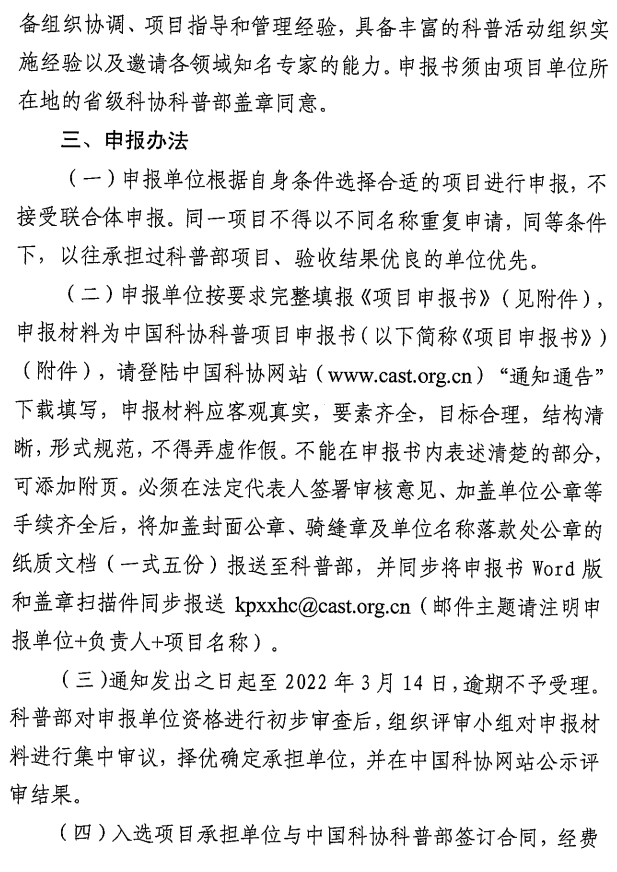 备组织协调、项目指导和管理经验，具备丰富的科普活动组织实
施经验以及邀请各领域知名专家的能力。申报书须由项目单位所
在地的省级科协科普部盖章同意。
三、申报办法
（一）申报单位根据自身条件选择合适的项目进行申报，不
接受联合体申报。同一项目不得以不同名称重复申请，同等条件
下，以往承担过科普部项目、验收结果优良的单位优先。
（二）申报单位按要求完整填报《项目申报书》（见附件），
申报材料为中国科协科普项目申报书（以下简称《项目申报书》）
（附件），请登陆中国科协网站（www.cast.org.cn）“通知通告”
下载填写，申报材料应客观真实，要素齐全，目标合理，结构清
晰，形式规范，不得弄虚作假。不能在申报书内表述清楚的部分，
可添加附页。必须在法定代表人签署审核意见、加盖单位公章等
手续齐全后，将加盖封面公章、骑缝章及单位名称落款处公章的
纸质文档（一式五份）报送至科普部，并同步将申报书 Word 版
和盖章扫描件同步报送 kpxxhc@cast.org.cn（邮件主题请注明申
报单位+负责人+项目名称）。
（三）通知发出之日起至 2022 年 3 月 14 日，逾期不予受理。
科普部对申报单位资格进行初步审查后，组织评审小组对申报材
料进行集中审议，择优确定承担单位，并在中国科协网站公示评
审结果。
（四）入选项目承担单位与中国科协科普部签订合同，经费